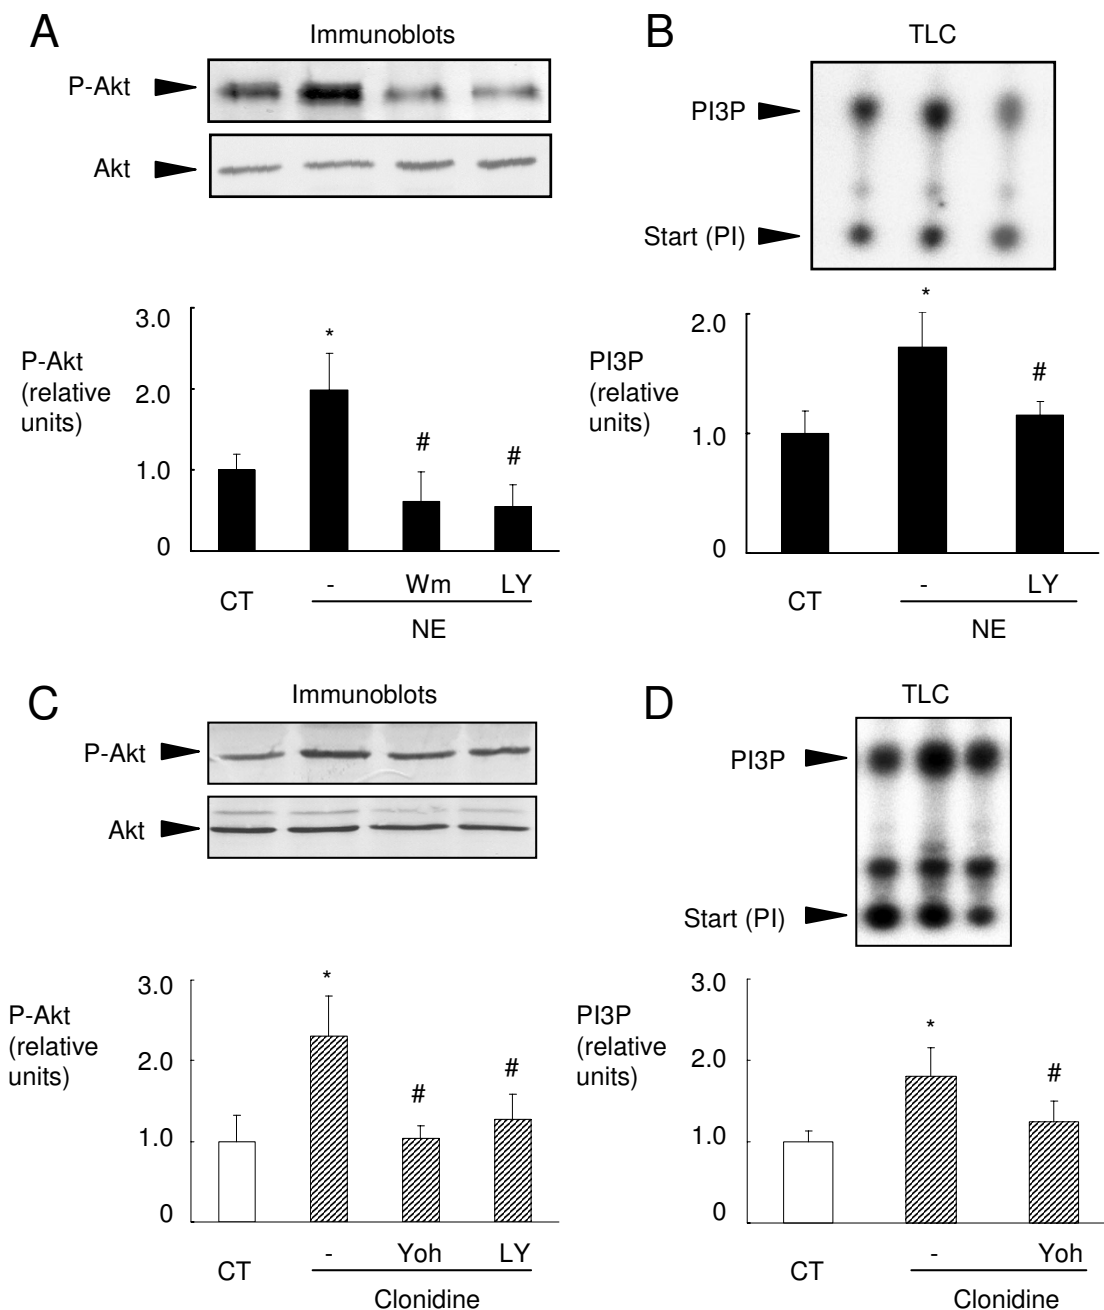 A
Immunoblots
P-Akt
Akt
3.0
2.0
1.0
0
P-Akt
(relative
units)
*
#
#
CT
-
Wm
LY
NE
B
TLC
PI3P
Start (PI)
2.0
1.0
0
PI3P
(relative
units)
*
#
CT
-
LY
NE
C
Immunoblots
P-Akt
Akt
3.0
2.0
1.0
0
P-Akt
(relative
units)
*
#
#
CT
-
Yoh
LY
Clonidine
D
TLC
PI3P
Start (PI)
3.0
2.0
1.0
0
PI3P
(relative
units)
*
#
CT
-
Yoh
Clonidine